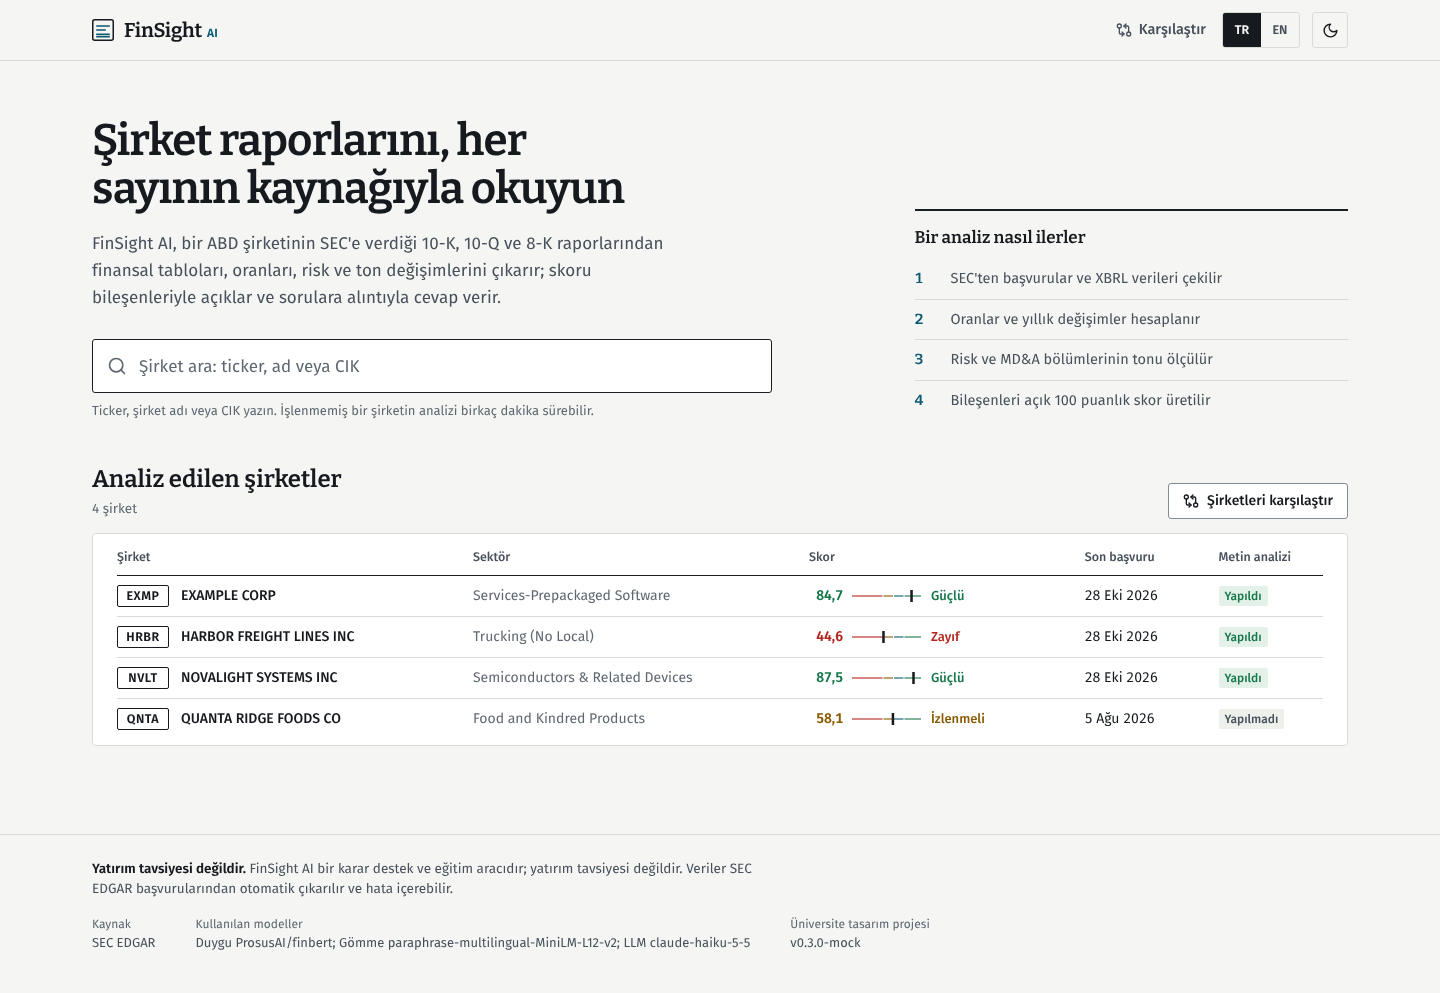 FinSight AI
Karşılaştır
TR
EN
Şirket raporlarını, her
sayının kaynağıyla okuyun
FinSight AI, bir ABD şirketinin SEC'e verdiği 10-K, 10-Q ve 8-K raporlarından
finansal tabloları, oranları, risk ve ton değişimlerini çıkarır; skoru
bileşenleriyle açıklar ve sorulara alıntıyla cevap verir.
Şirket ara: ticker, ad veya CIK
Ticker, şirket adı veya CIK yazın. İşlenmemiş bir şirketin analizi birkaç dakika sürebilir.
Bir analiz nasıl ilerler
1 SEC'ten başvurular ve XBRL verileri çekilir
2 Oranlar ve yıllık değişimler hesaplanır
3 Risk ve MD&A bölümlerinin tonu ölçülür
4 Bileşenleri açık 100 puanlık skor üretilir
Analiz edilen şirketler
4 şirket
Şirketleri karşılaştır
Şirket Sektör Skor Son başvuru Metin analizi
EXMP EXAMPLE CORP Services-Prepackaged Software 84,7 Güçlü 28 Eki 2026 Yapıldı
HRBR HARBOR FREIGHT LINES INC Trucking (No Local) 44,6 Zayıf 28 Eki 2026 Yapıldı
NVLT NOVALIGHT SYSTEMS INC Semiconductors & Related Devices 87,5 Güçlü 28 Eki 2026 Yapıldı
QNTA QUANTA RIDGE FOODS CO Food and Kindred Products 58,1 İzlenmeli 5 Ağu 2026 Yapılmadı
Yatırım tavsiyesi değildir. FinSight AI bir karar destek ve eğitim aracıdır; yatırım tavsiyesi değildir. Veriler SEC
EDGAR başvurularından otomatik çıkarılır ve hata içerebilir.
Kaynak
SEC EDGAR
Kullanılan modeller
Duygu ProsusAI/finbert; Gömme paraphrase-multilingual-MiniLM-L12-v2; LLM claude-haiku-5-5
Üniversite tasarım projesi
v0.3.0-mock